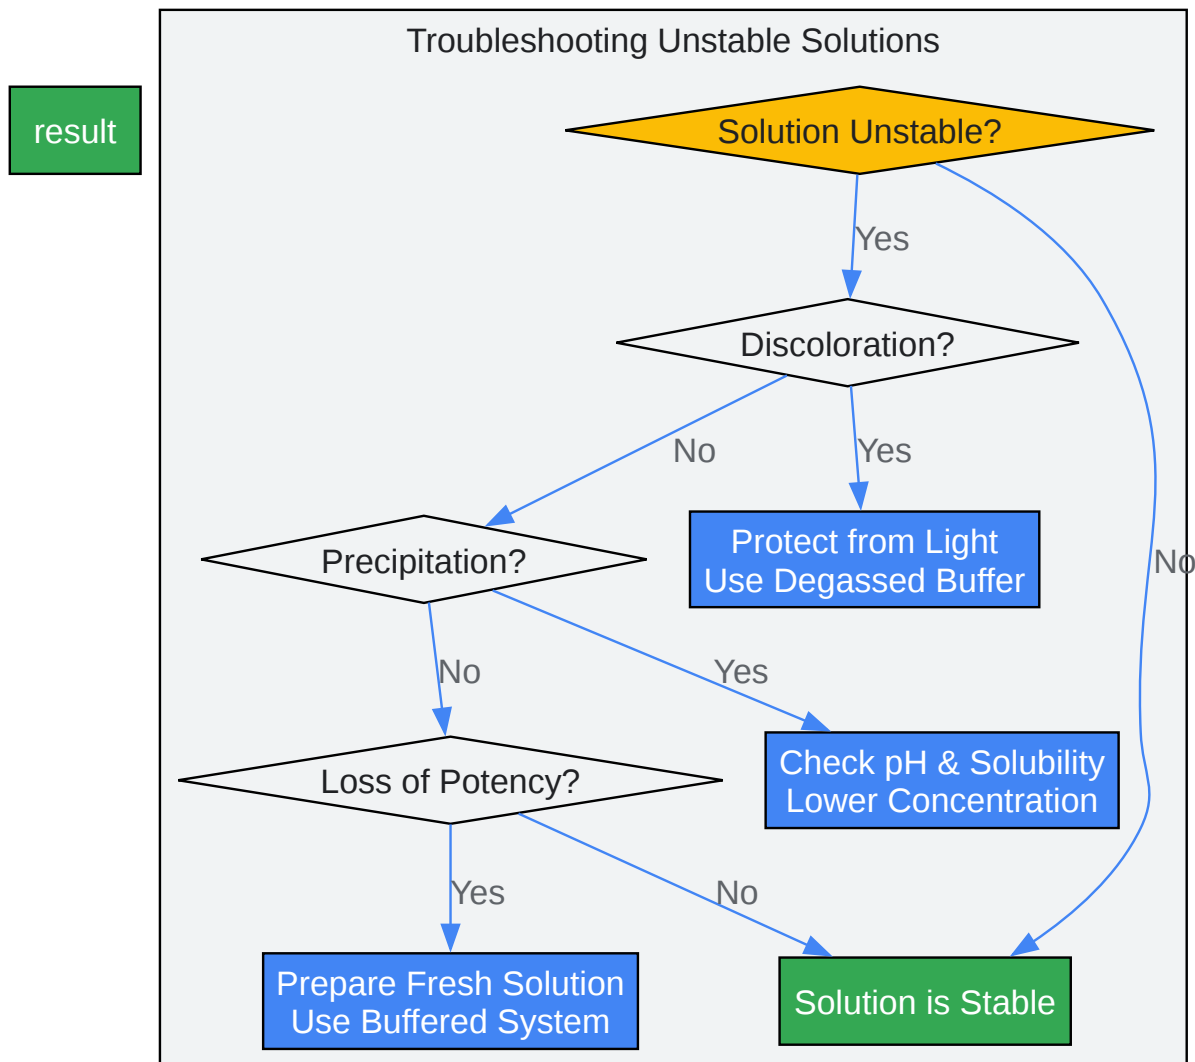 Troubleshooting Unstable Solutions
result
Solution Unstable?
Yes
Discoloration?
No
Yes
Protect from Light
Use Degassed Buffer
No
Precipitation?
No
Yes
Check pH & Solubility
Lower Concentration
Loss of Potency?
Yes
No
Prepare Fresh Solution
Use Buffered System
Solution is Stable